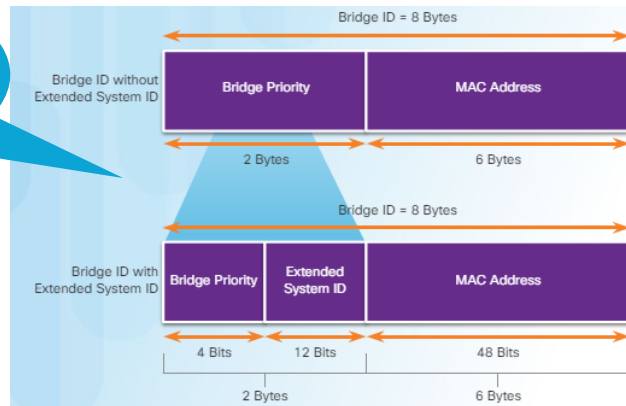 Bridge ID = 8 Bytes
Bridge ID without
Extended System ID
Bridge Priority
MAC Address
2 Bytes
6 Bytes
Bridge ID = 8 Bytes
Bridge ID with
Extended System ID
Bridge Priority
Extended
System ID
MAC Address
4 Bits
12 Bits
48 Bits
2 Bytes
6 Bytes